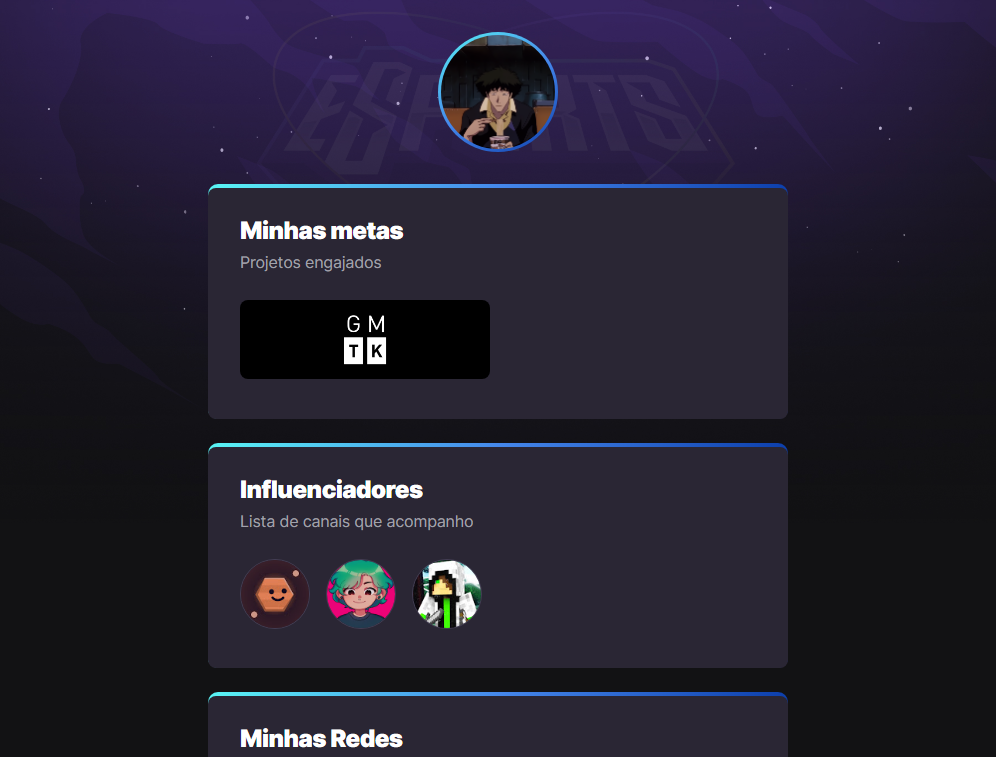 ESPORTS
Minhas metas
Projetos engajados
G M
T K
Influenciadores
Lista de canais que acompanho
Minhas Redes